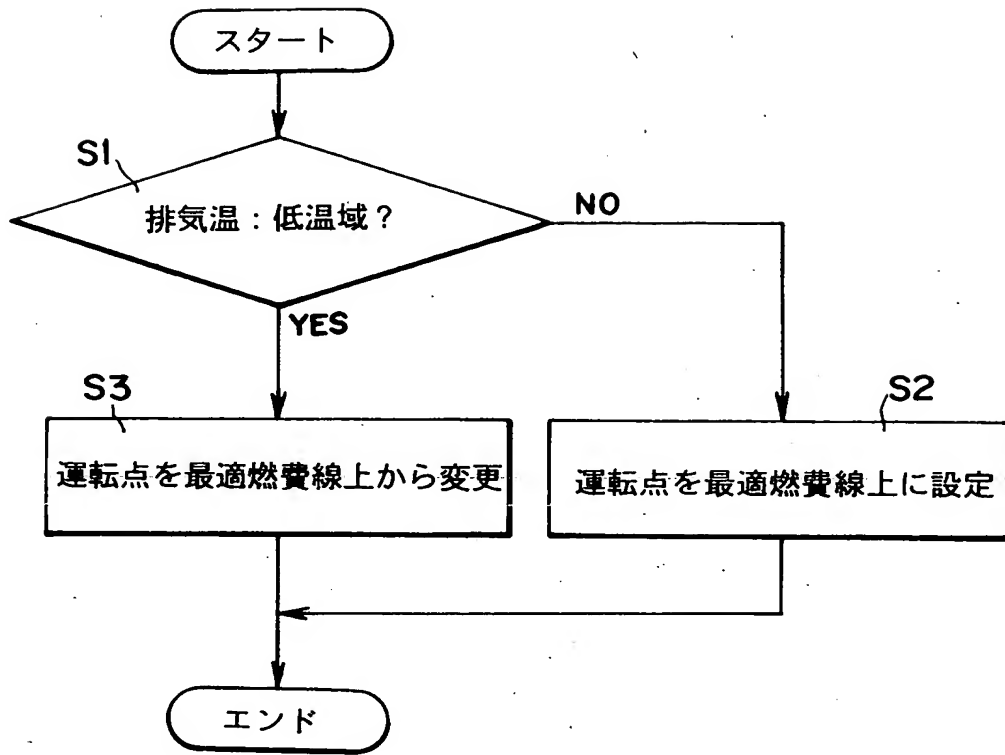 スタート
S1
排気温：低温域？
NO
YES
S3
運転点を最適燃費線上から変更
S2
運転点を最適燃費線上に設定
エンド